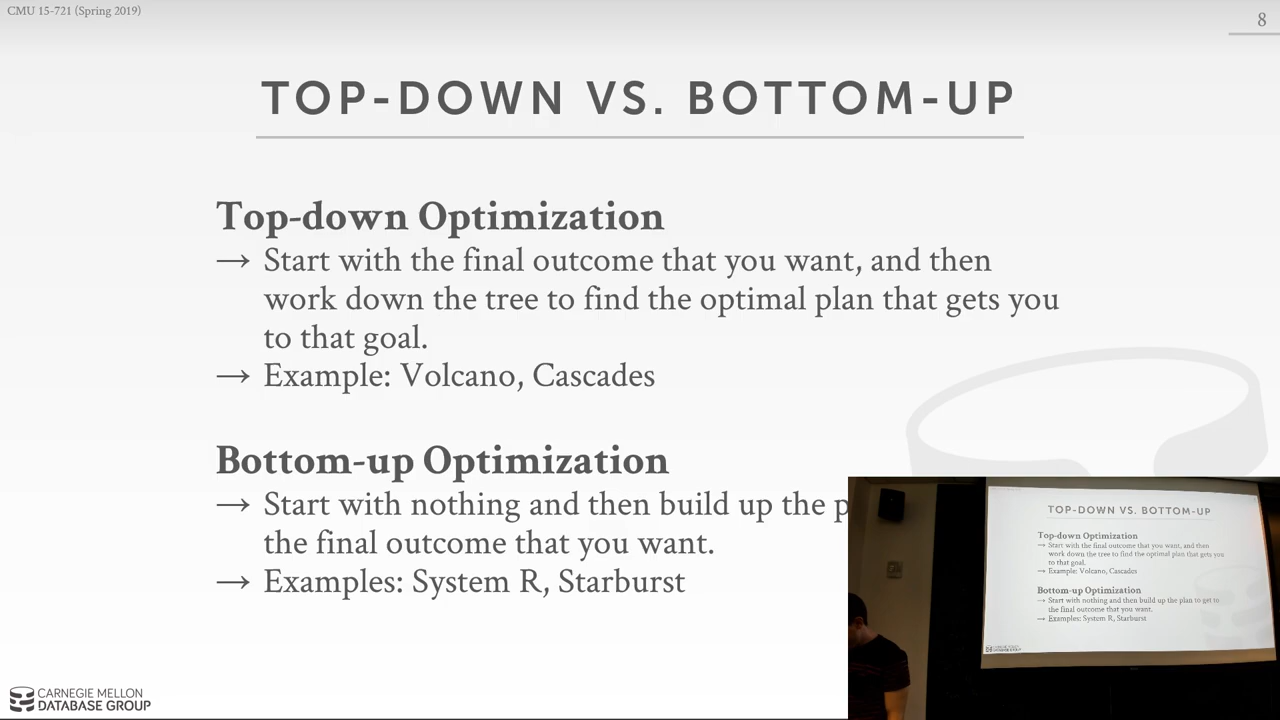 CMU 15-721 (Spring 2019)
8
TOP-DOWN VS. BOTTOM-UP
Top-down Optimization
→ Start with the final outcome that you want, and then
work down the tree to find the optimal plan that gets you
to that goal.
→ Example: Volcano, Cascades
Bottom-up Optimization
→ Start with nothing and then build up the p
the final outcome that you want.
→ Examples: System R, Starburst
CARNEGIE MELLON
DATABASE GROUP
TOP-DOWN VS. BOTTOM-UP
Top-down Optimization
→ Start with the final outcome that you want, and then
work down the tree to find the optimal plan that gets you
to that goal.
→ Example: Volcano, Cascades
Bottom-up Optimization
→ Start with nothing and then build up the plan to get to
the final outcome that you want.
→ Examples: System R, Starburst
CARNEGIE MELLON
DATABASE GROUP